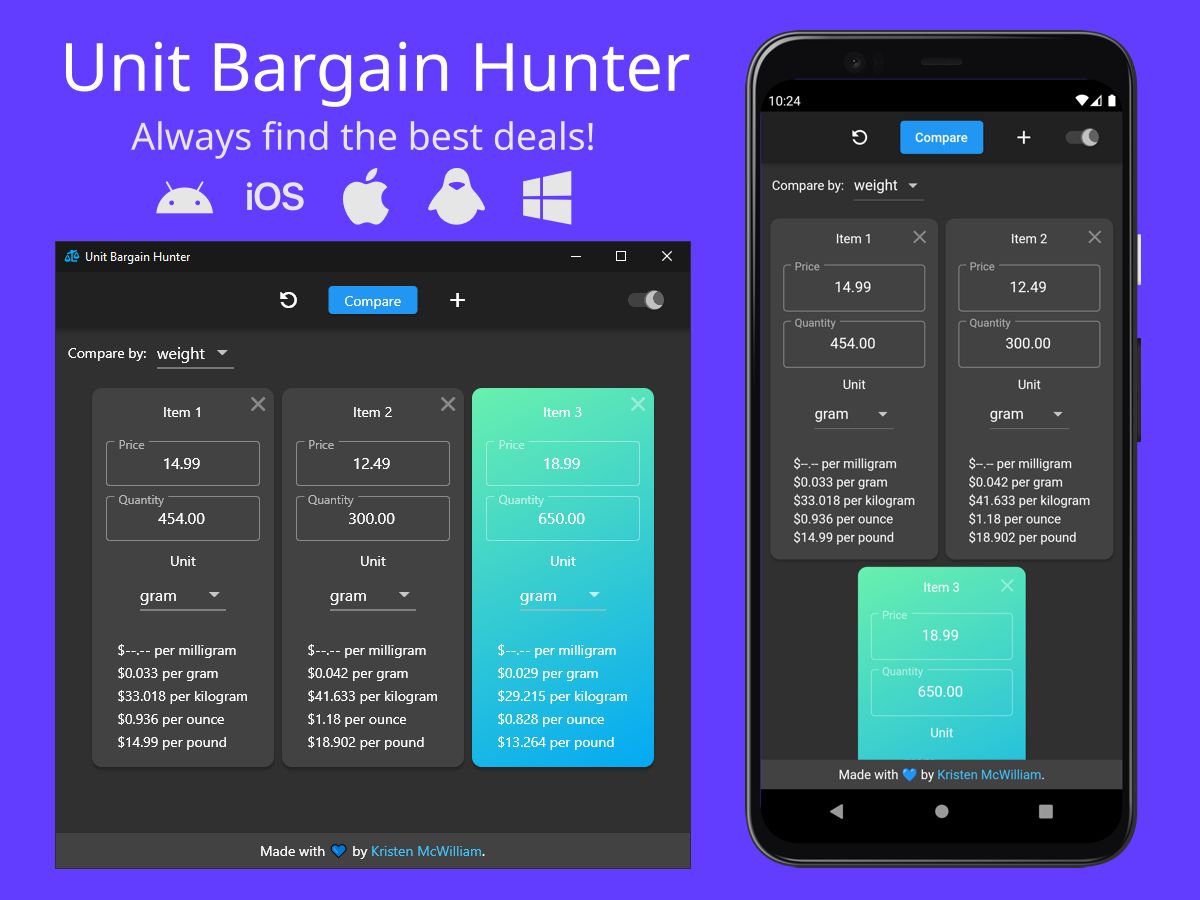 Unit Bargain Hunter
Always find the best deals!
iOS
Unit Bargain Hunter
Compare
Compare by: weight
Item 1
Price
14.99
Quantity
454.00
Unit
gram
$--.-- per milligram
$0.033 per gram
$33.018 per kilogram
$0.936 per ounce
$14.99 per pound
Item 2
Price
12.49
Quantity
300.00
Unit
gram
$--.-- per milligram
$0.042 per gram
$41.633 per kilogram
$1.18 per ounce
$18.902 per pound
Item 3
Price
18.99
Quantity
650.00
Unit
gram
$--.-- per milligram
$0.029 per gram
$29.215 per kilogram
$0.828 per ounce
$13.264 per pound
Made with 💙 by Kristen McWilliam.
10:24
Compare
Compare by: weight
Item 1
Price
14.99
Quantity
454.00
Unit
gram
$--.-- per milligram
$0.033 per gram
$33.018 per kilogram
$0.936 per ounce
$14.99 per pound
Item 2
Price
12.49
Quantity
300.00
Unit
gram
$--.-- per milligram
$0.042 per gram
$41.633 per kilogram
$1.18 per ounce
$18.902 per pound
Item 3
Price
18.99
Quantity
650.00
Unit
Made with 💙 by Kristen McWilliam.